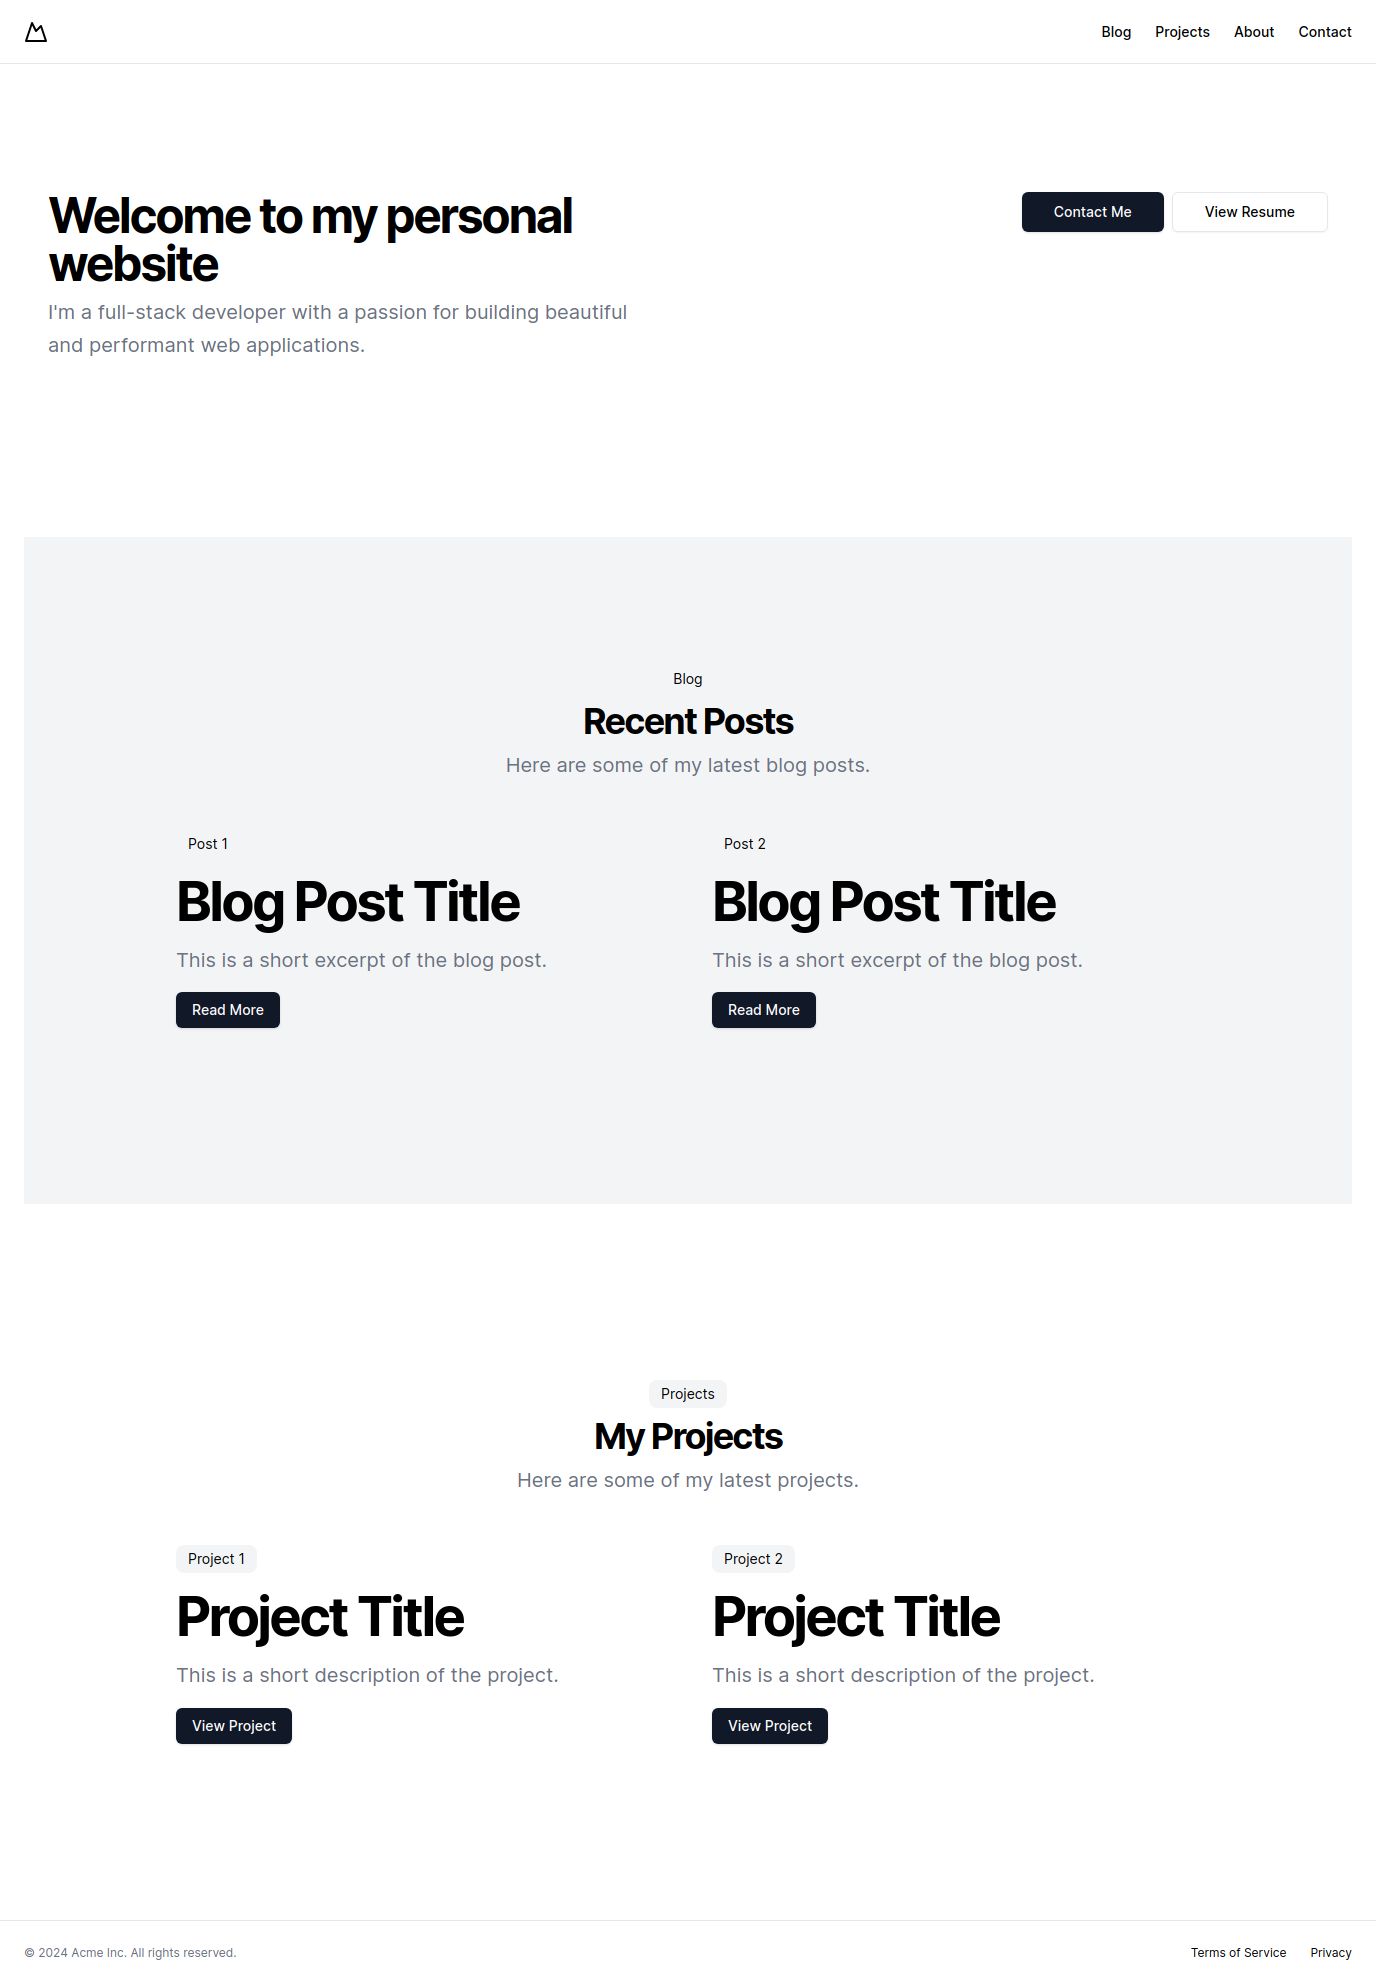 Blog Projects About Contact
Welcome to my personal
website
I'm a full-stack developer with a passion for building beautiful
and performant web applications.
Contact Me
View Resume
Blog
Recent Posts
Here are some of my latest blog posts.
Post 1
Blog Post Title
This is a short excerpt of the blog post.
Read More
Post 2
Blog Post Title
This is a short excerpt of the blog post.
Read More
Projects
My Projects
Here are some of my latest projects.
Project 1
Project Title
This is a short description of the project.
View Project
Project 2
Project Title
This is a short description of the project.
View Project
© 2024 Acme Inc. All rights reserved.
Terms of Service Privacy